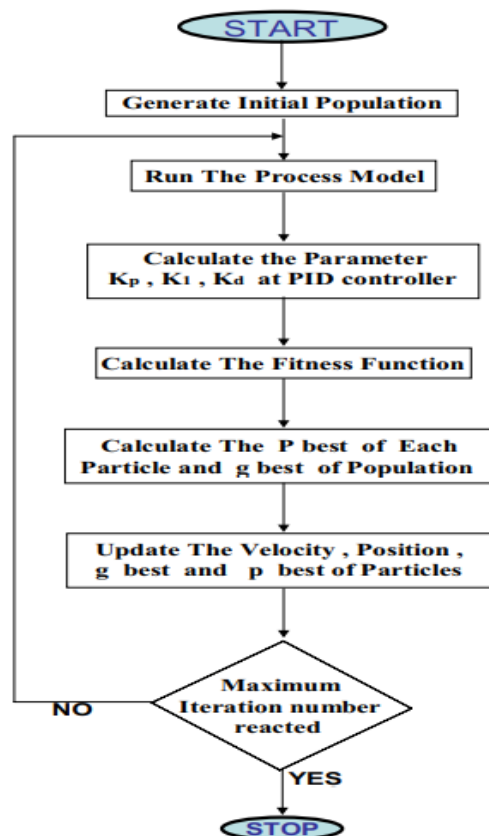 START
Generate Initial Population
Run The Process Model
Calculate the Parameter
Kp , K1 , Kd at PID controller
Calculate The Fitness Function
Calculate The P best of Each
Particle and g best of Population
Update The Velocity , Position ,
g best and p best of Particles
Maximum
Iteration number
reacted
NO
YES
STOP